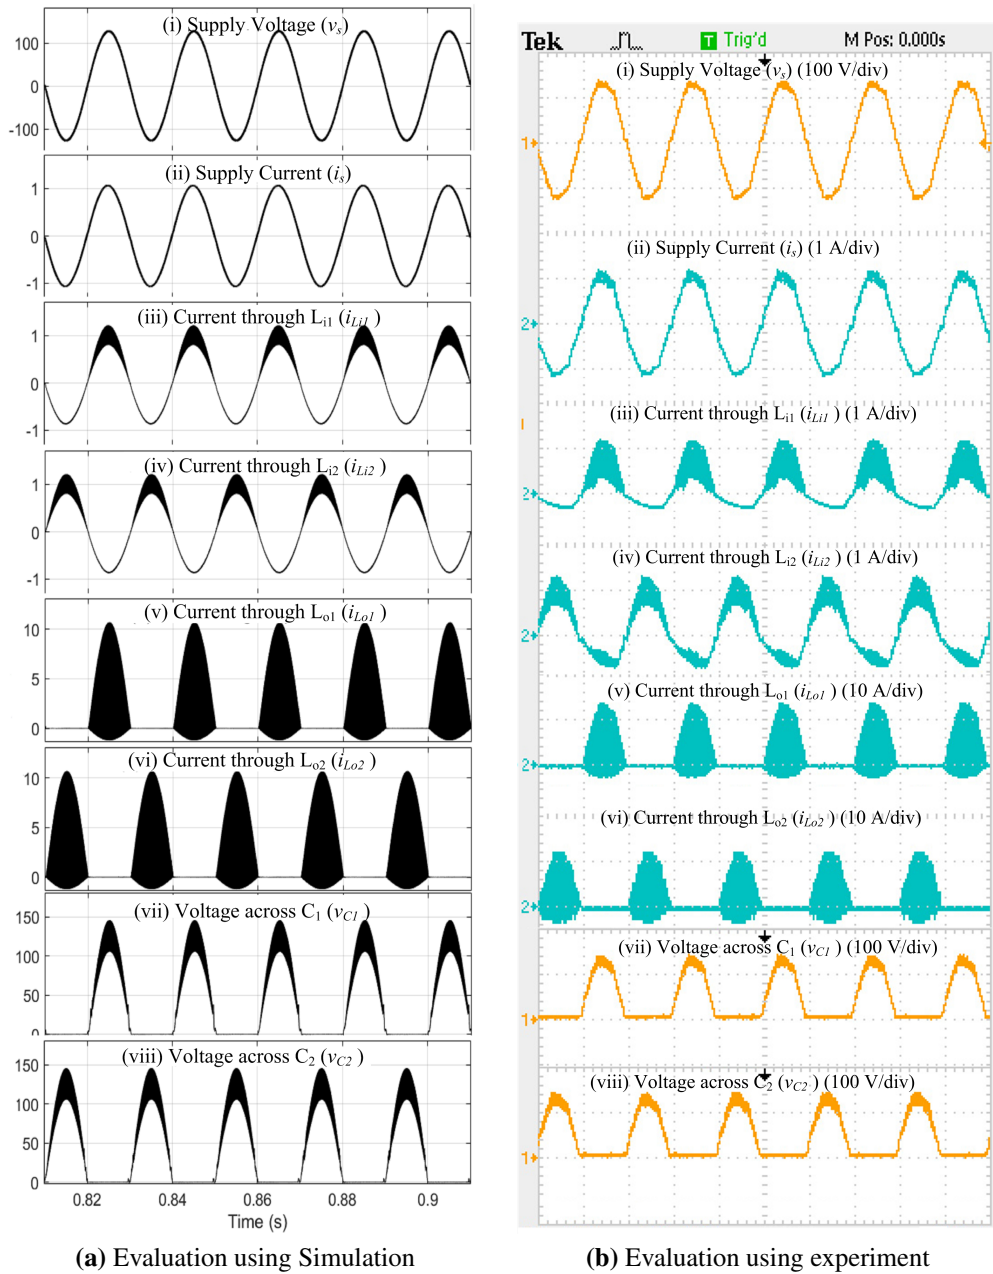 (i) Supply Voltage (vs)
100
0
-100
(ii) Supply Current (is)
1
0
-1
(iii) Current through Li1 (iLi1 )
1
0
-1
(iv) Current through Li2 (iLi2 )
1
0
-1
(v) Current through Lo1 (iLo1 )
10
5
0
(vi) Current through Lo2 (iLo2 )
10
5
0
(vii) Voltage across C1 (vC1 )
150
100
50
0
(viii) Voltage across C2 (vC2 )
150
100
50
0
0.82 0.84 0.86 0.88 0.9
Time (s)
(a) Evaluation using Simulation
Tek T Trig'd M Pos: 0.000s
(i) Supply Voltage (vs) (100 V/div)
1
(ii) Supply Current (is) (1 A/div)
2
(iii) Current through Li1 (iLi1 ) (1 A/div)
2
(iv) Current through Li2 (iLi2 ) (1 A/div)
2
(v) Current through Lo1 (iLo1 ) (10 A/div)
2
(vi) Current through Lo2 (iLo2 ) (10 A/div)
2
(vii) Voltage across C1 (vC1 ) (100 V/div)
1
(viii) Voltage across C2 (vC2 ) (100 V/div)
1
(b) Evaluation using experiment